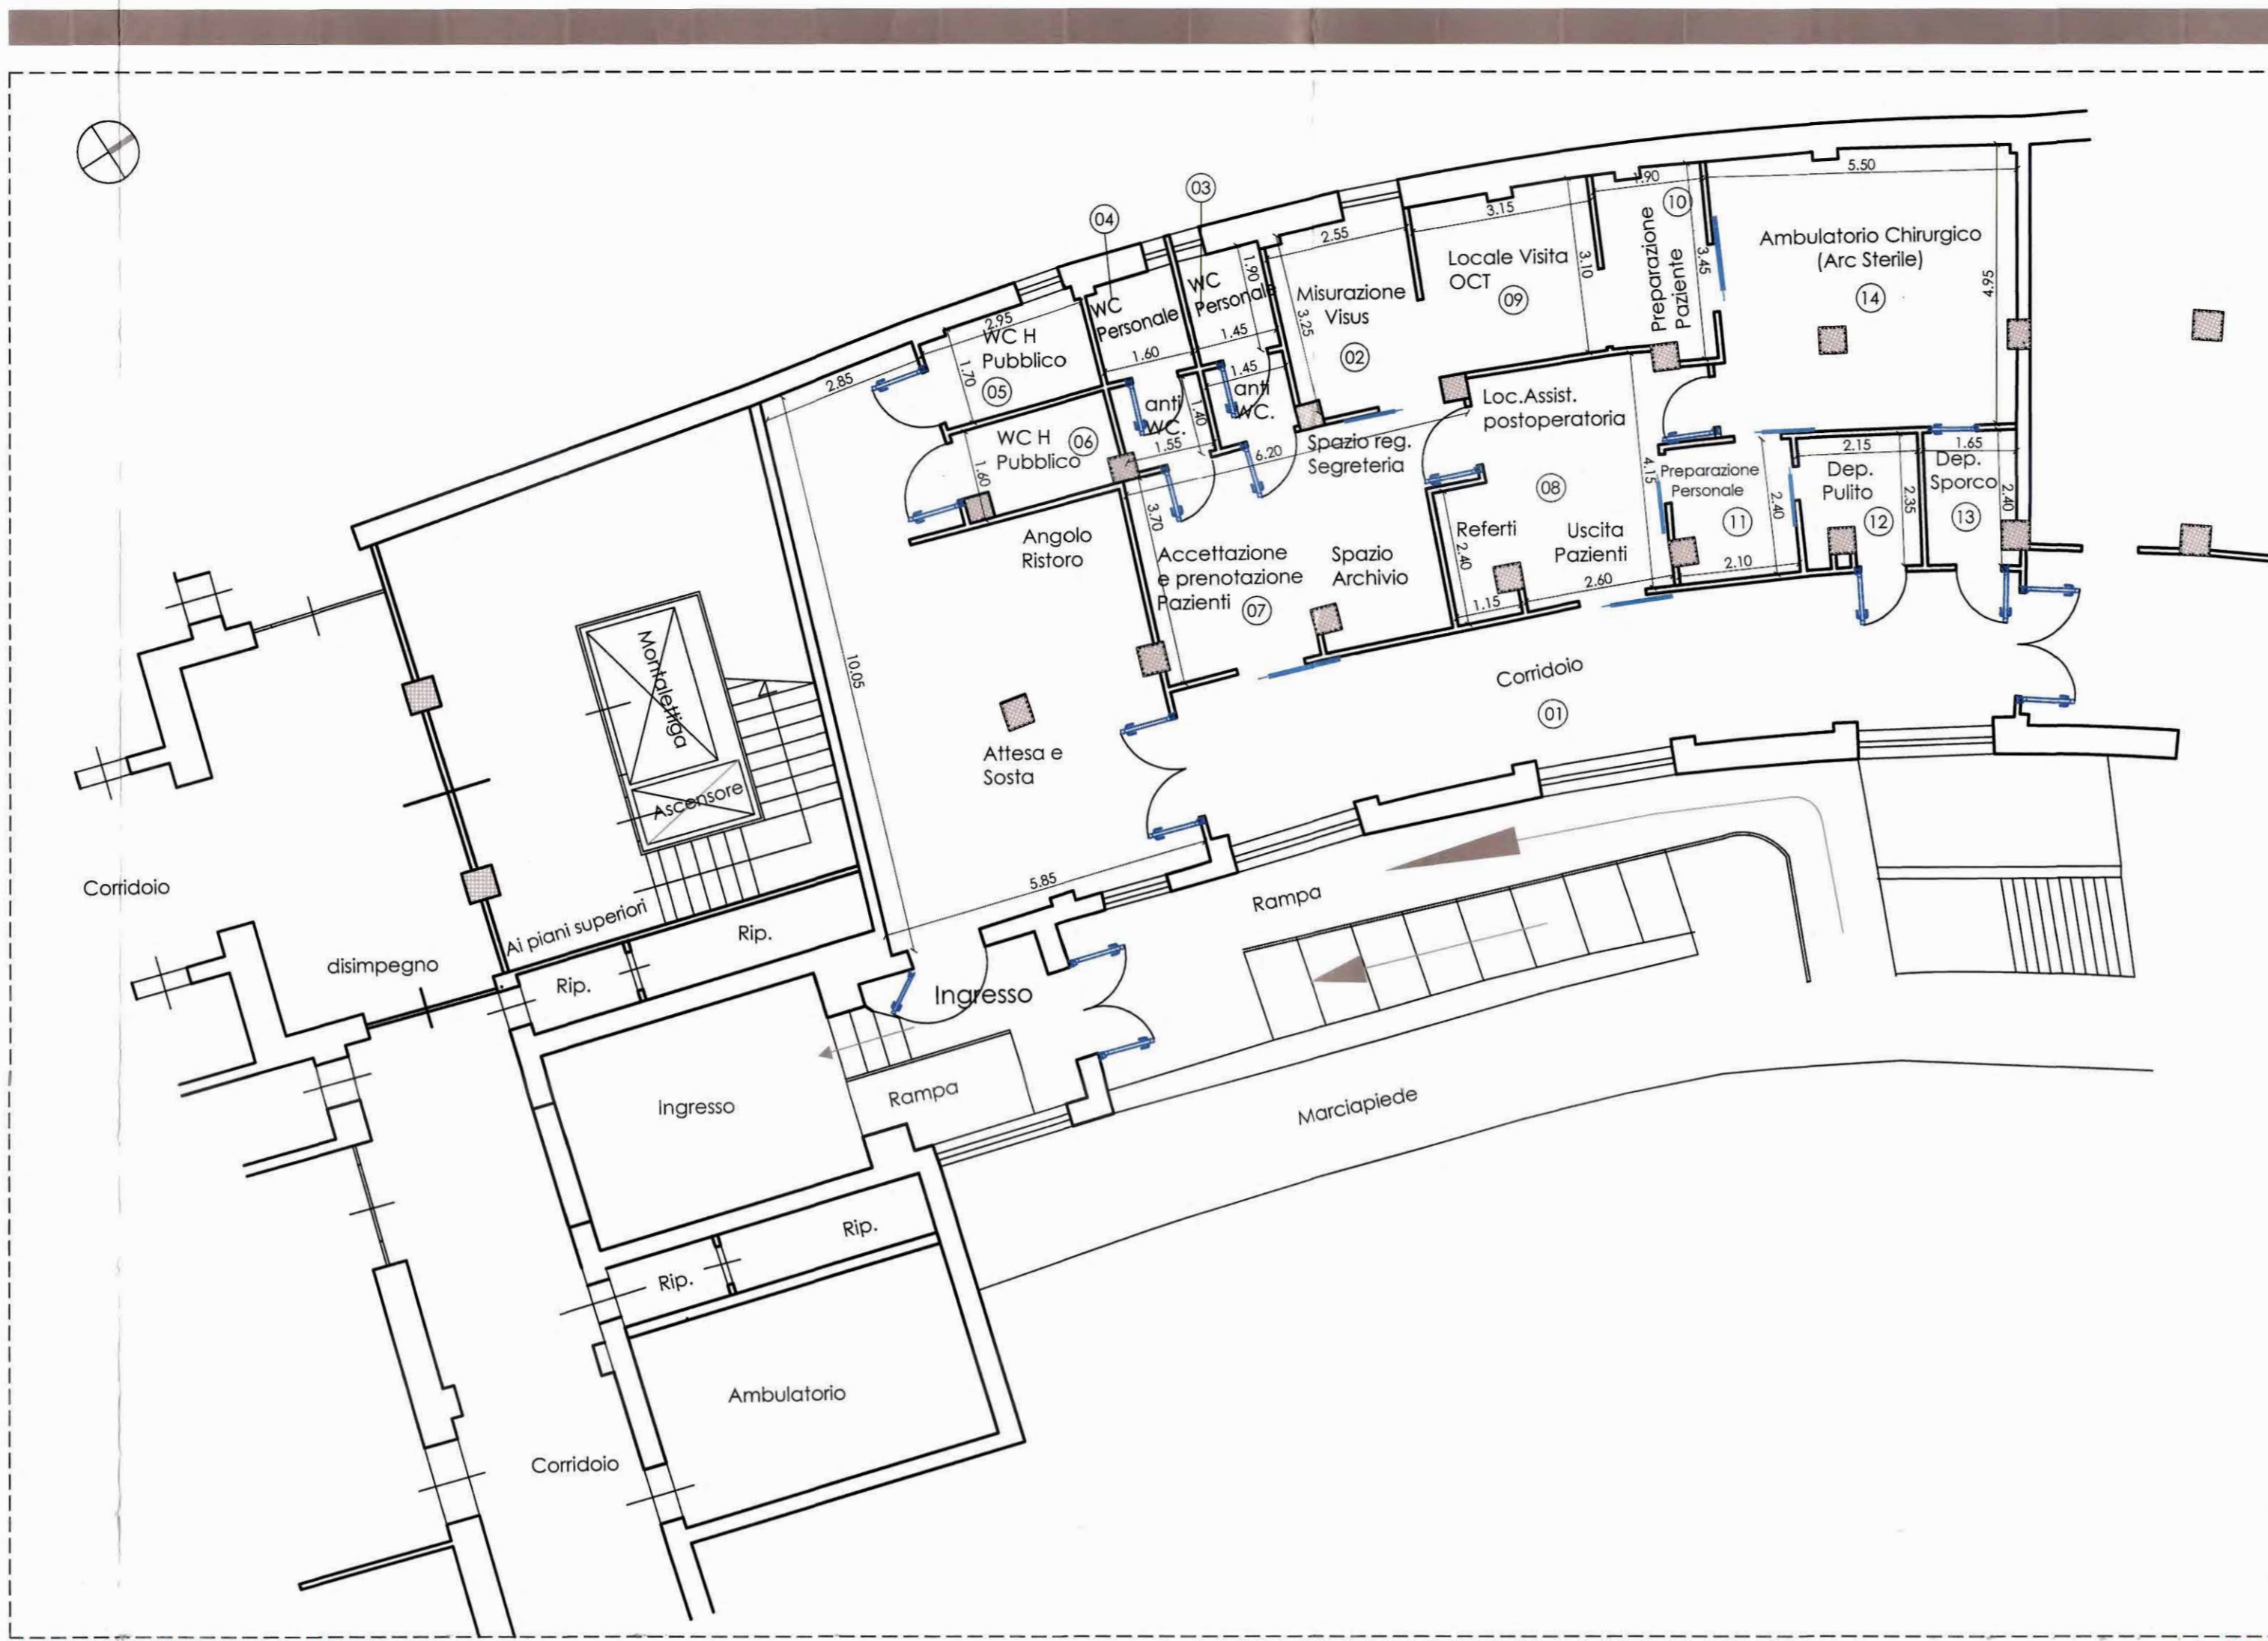 03
04
5.50
1.90
10
3.15
2.55
Ambulatorio Chirurgico
(Arc Sterile)
14
4.95
Preparazione
Paziente
3.45
Locale Visita
OCT
09
3.10
WC
Personale
1.90
1.45
Misurazione
Visus
02
3.25
WC
Personale
1.60
2.95
WC H
Pubblico
05
1.70
2.85
1.45
anti
WC.
anti
WC.
1.40
1.55
WC H
Pubblico
06
1.60
6.20
Spazio reg.
Segreteria
Loc.Assist.
postoperatoria
08
4.15
Preparazione
Personale
11
2.40
2.10
2.15
Dep.
Pulito
12
2.35
1.65
Dep.
Sporco
13
2.40
Angolo
Ristoro
3.70
Accettazione
e prenotazione
Pazienti
07
Spazio
Archivio
Referti
2.40
1.15
Uscita
Pazienti
2.60
Montalettiga
Ascensore
10.05
Corridoio
01
Attesa e
Sosta
5.85
Corridoio
disimpegno
Ai piani superiori
Rip.
Rip.
Rampa
Ingresso
Ingresso
Rampa
Marciapiede
Rip.
Rip.
Ambulatorio
Corridoio